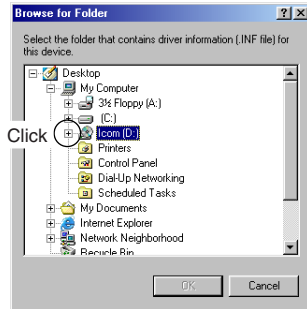 Browse for Folder
Select the folder that contains driver information (.INF file) for
this device.
Desktop
My Computer
3½ Floppy (A:)
(C:)
Click
Icom (D:)
Printers
Control Panel
Dial-Up Networking
Scheduled Tasks
My Documents
Internet Explorer
Network Neighborhood
Recycle Bin
OK
Cancel